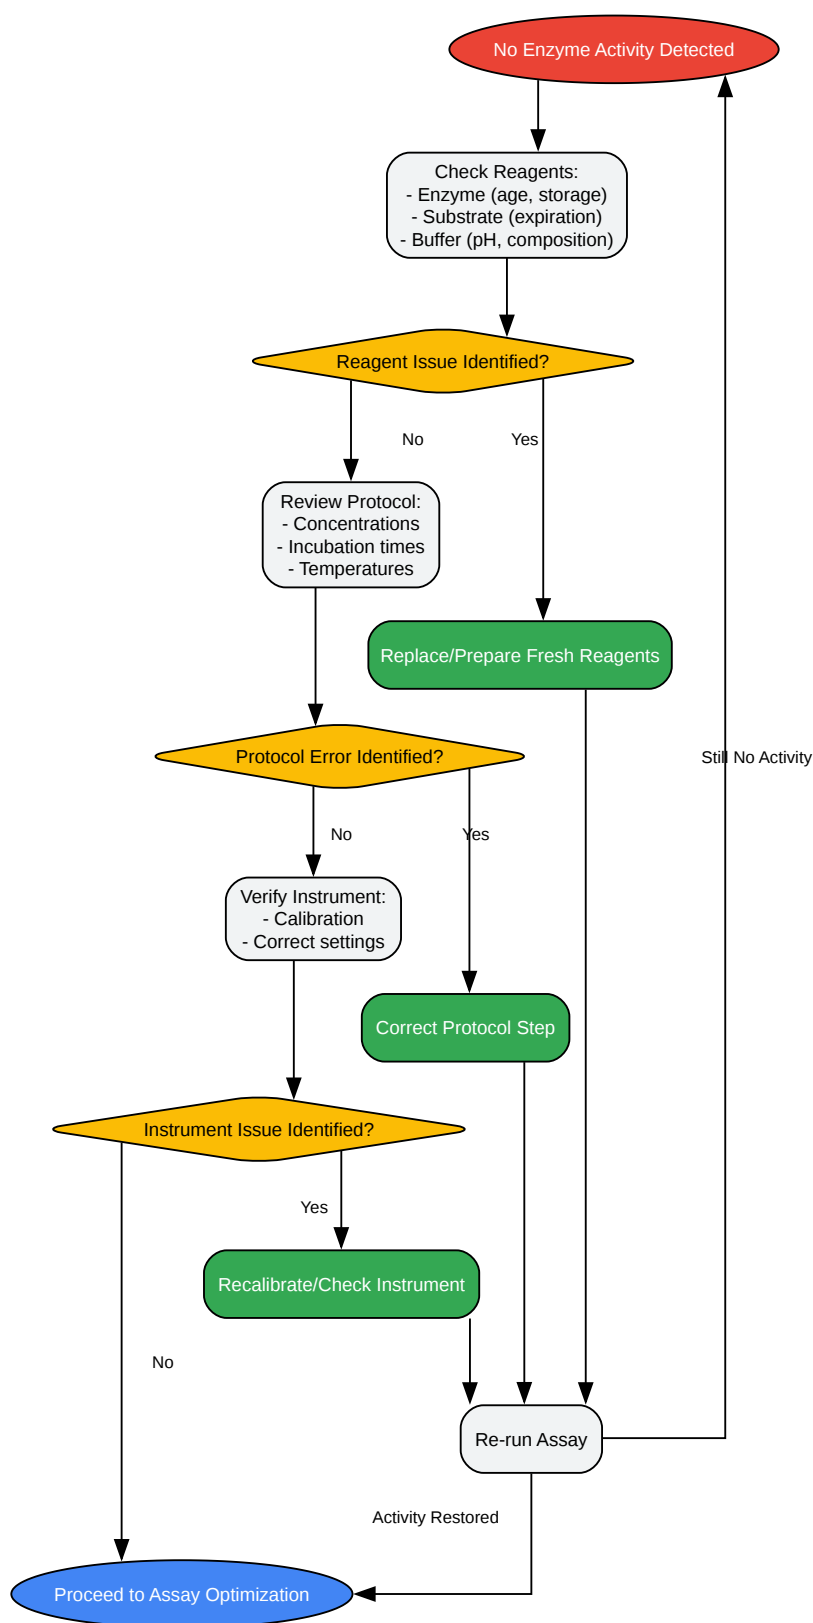 No Enzyme Activity Detected
Check Reagents:
- Enzyme (age, storage)
- Substrate (expiration)
- Buffer (pH, composition)
Reagent Issue Identified?
No
Yes
Review Protocol:
- Concentrations
- Incubation times
- Temperatures
Replace/Prepare Fresh Reagents
Protocol Error Identified?
Still No Activity
No
Yes
Verify Instrument:
- Calibration
- Correct settings
Correct Protocol Step
Instrument Issue Identified?
Yes
Recalibrate/Check Instrument
No
Re-run Assay
Activity Restored
Proceed to Assay Optimization